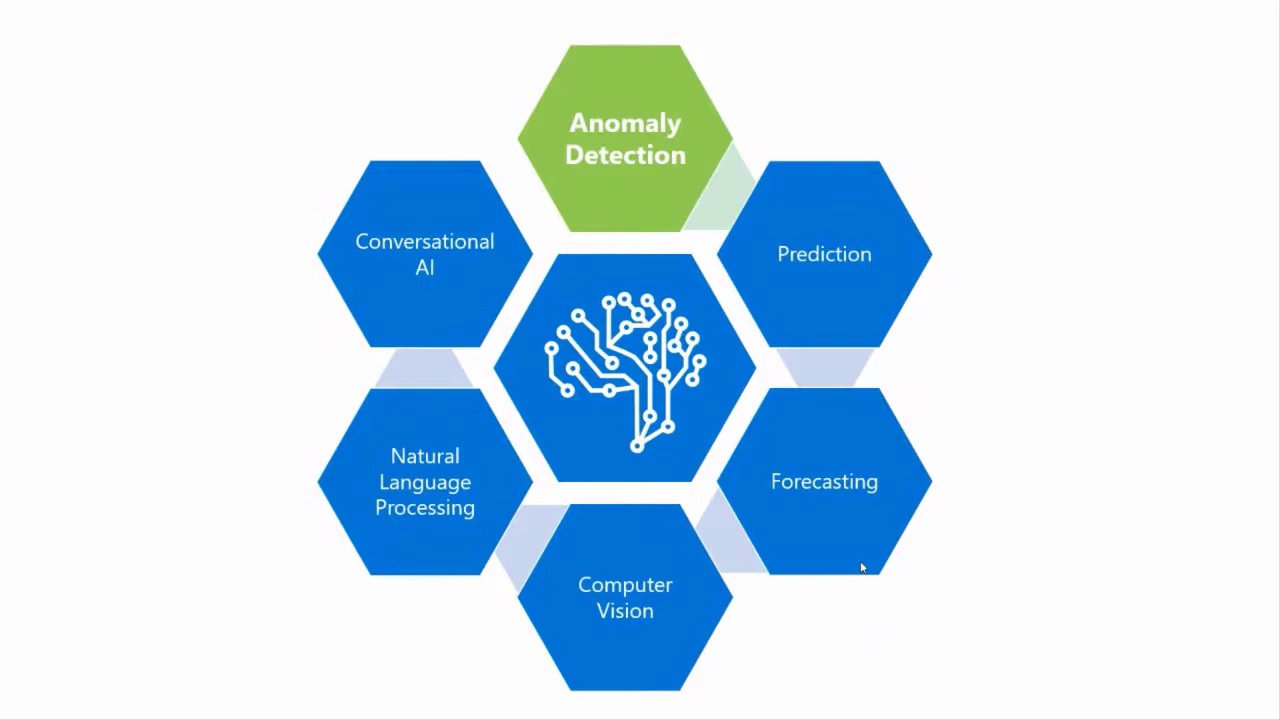 Anomaly
Detection
Prediction
Forecasting
Computer
Vision
Natural
Language
Processing
Conversational
AI